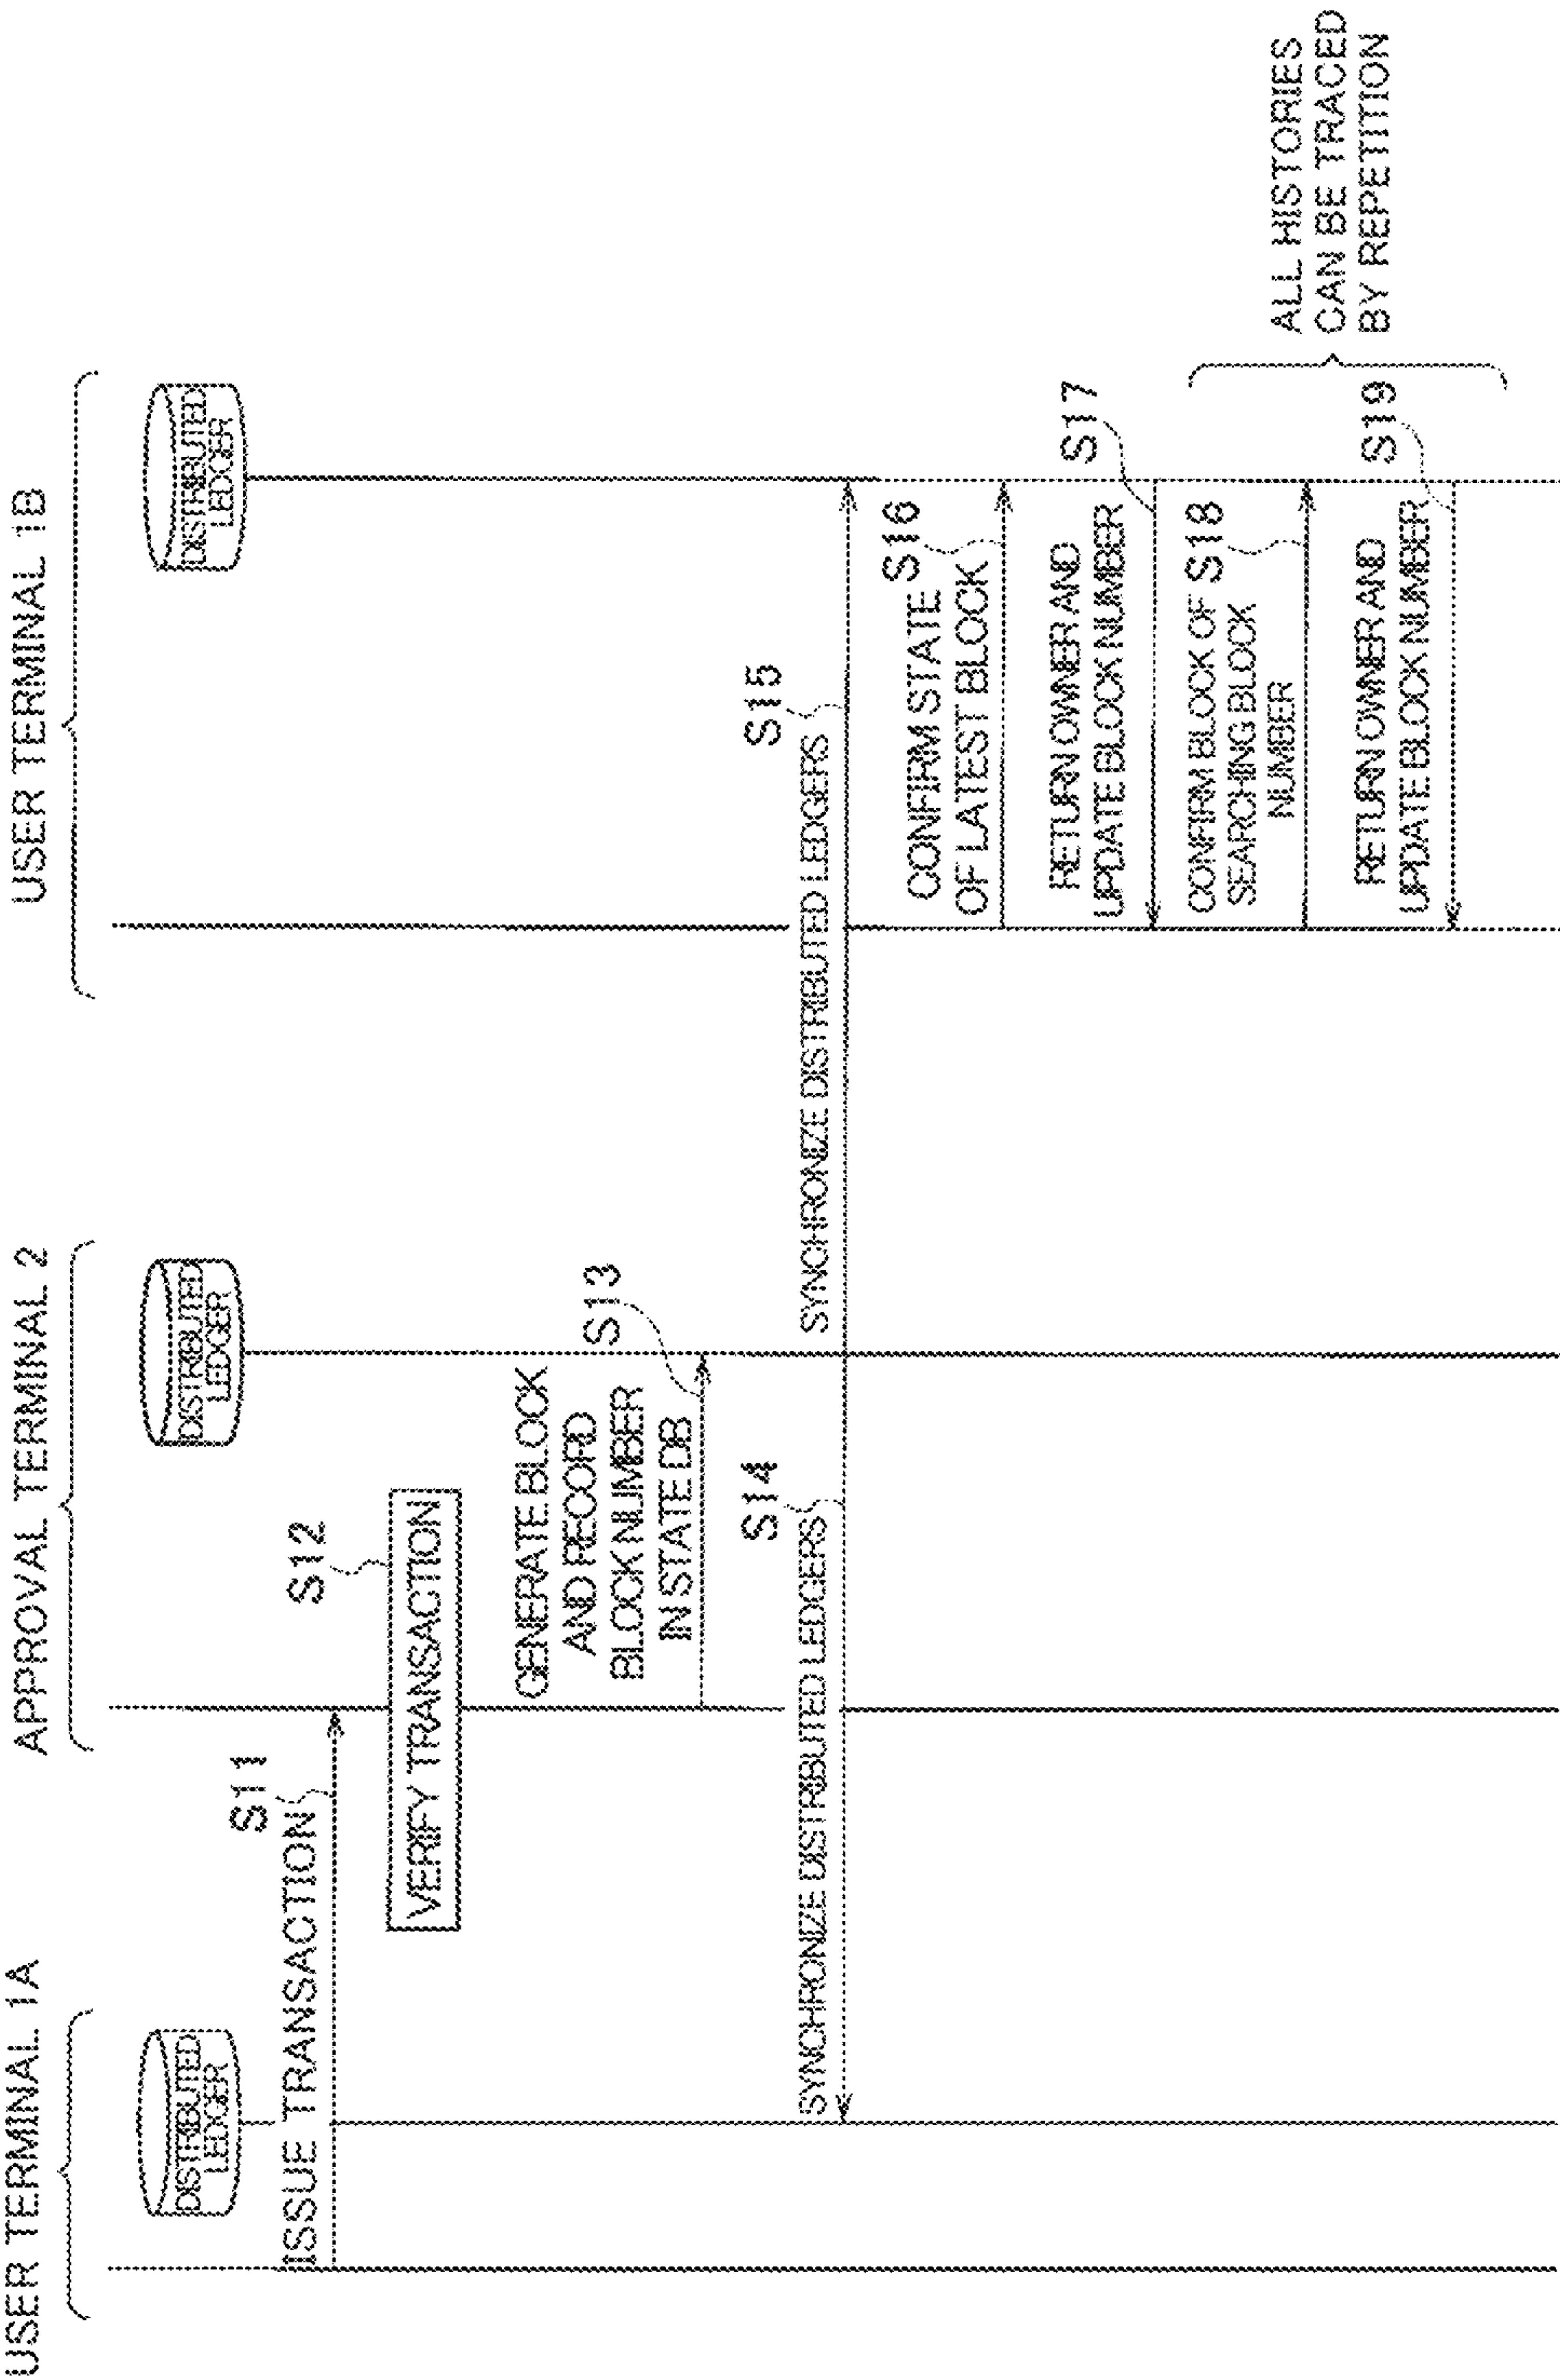 USER TERMINAL 1A
APPROVAL TERMINAL 2
USER TERMINAL 1B
DISTRIBUTED
LEDGER
DISTRIBUTED
LEDGER
DISTRIBUTED
LEDGER
S11
ISSUE TRANSACTION
S12
VERIFY TRANSACTION
GENERATE BLOCK
AND RECORD
BLOCK NUMBER
IN STATE DB
S13
S14
SYNCHRONIZE DISTRIBUTED LEDGERS
S15
SYNCHRONIZE DISTRIBUTED LEDGERS
S16
CONFIRM STATE
OF LATEST BLOCK
S17
RETURN OWNER AND
UPDATE BLOCK NUMBER
CONFIRM BLOCK OF
SEARCHING BLOCK
NUMBER
S18
RETURN OWNER AND
UPDATE BLOCK NUMBER
S19
ALL HISTORIES
CAN BE TRACED
BY REPETITION